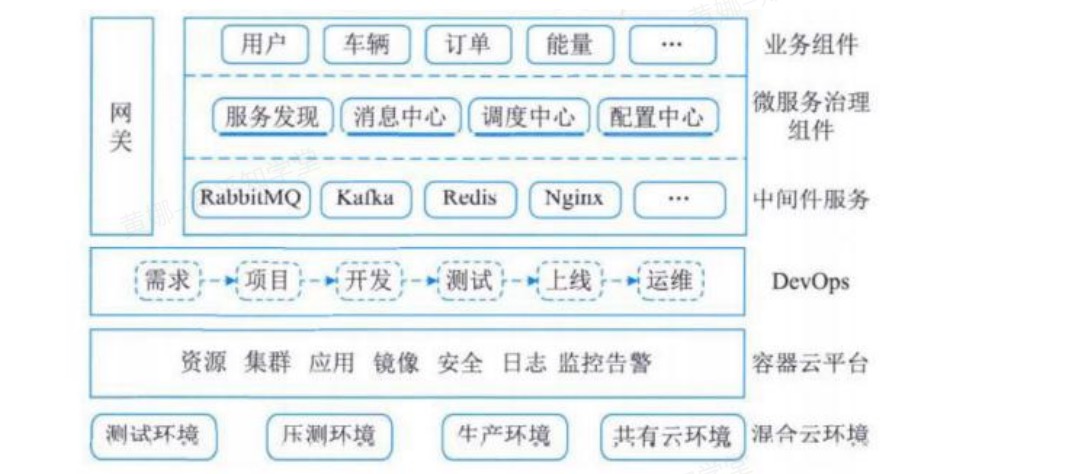 网关
用户 车辆 订单 能量 … 业务组件
服务发现 消息中心 调度中心 配置中心 微服务治理
组件
RabbitMQ Kafka Redis Nginx … 中间件服务
需求 项目 开发 测试 上线 运维 DevOps
资源 集群 应用 镜像 安全 日志 监控告警 容器云平台
测试环境 压测环境 生产环境 共有云环境 混合云环境